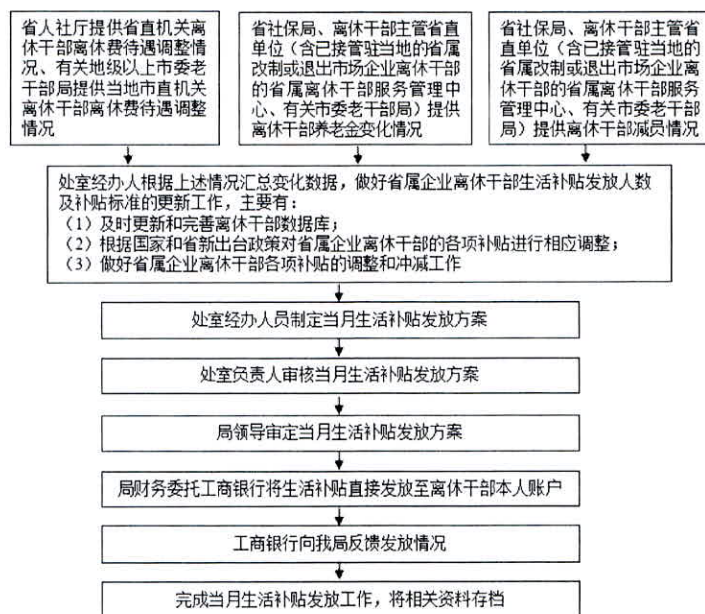 省人社厅提供省直机关离
休干部离休费待遇调整情
况、有关地级以上市委老
干部局提供当地市直机关
离休干部离休费待遇调整
情况
省社保局、离休干部主管省直
单位（含已接管驻当地的省属
改制或退出市场企业离休干部
的省属离休干部服务管理中
心、有关市委老干部局）提供
离休干部养老金变化情况
省社保局、离休干部主管省
直单位（含已接管驻当地的
省属改制或退出市场企业离
休干部的省属离休干部服务
管理中心、有关市委老干部
局）提供离休干部减员情况
处室经办人根据上述情况汇总变化数据，做好省属企业离休干部生活补贴发放人数
及补贴标准的更新工作，主要有：
（1）及时更新和完善离休干部数据库；
（2）根据国家和省新出台政策对省属企业离休干部的各项补贴进行相应调整；
（3）做好省属企业离休干部各项补贴的调整和冲减工作
处室经办人员制定当月生活补贴发放方案
处室负责人审核当月生活补贴发放方案
局领导审定当月生活补贴发放方案
局财务委托工商银行将生活补贴直接发放至离休干部本人账户
工商银行向我局反馈发放情况
完成当月生活补贴发放工作，将相关资料存档